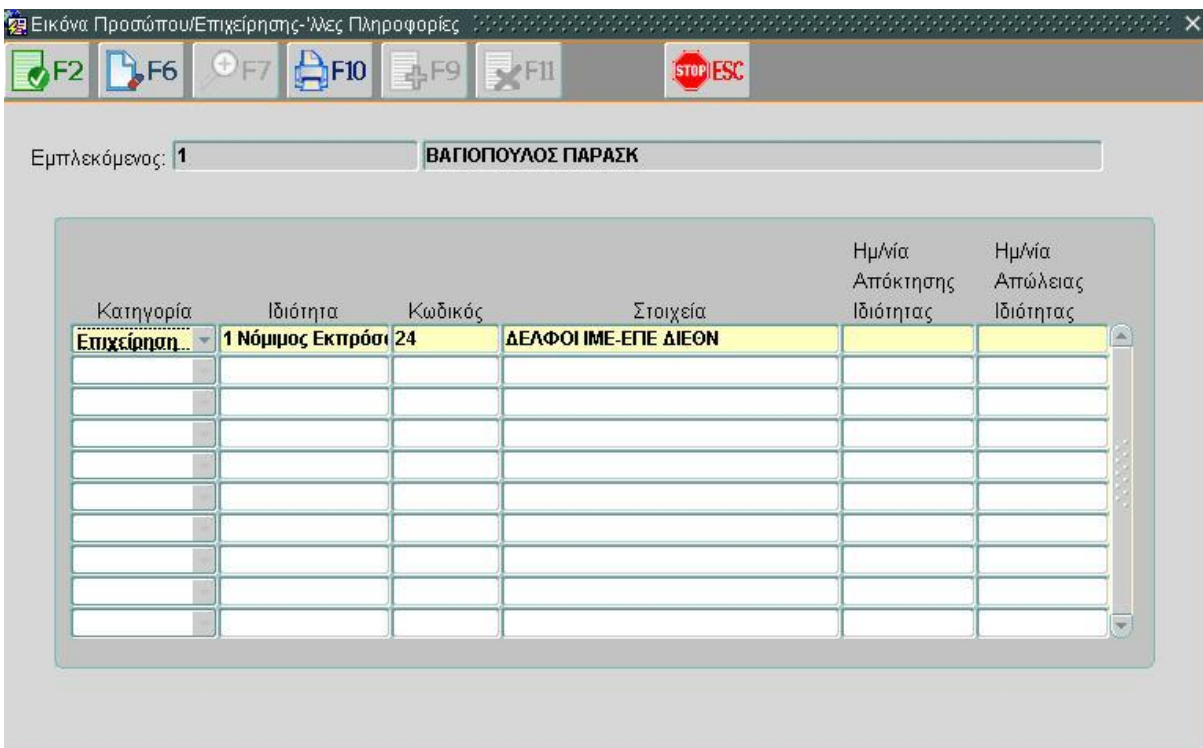 Εικόνα Προσώπου/Επιχείρησης-'λλες Πληροφορίες
F2 F6 F7 F10 F9 F11 STOP ESC
Εμπλεκόμενος: 1 ΒΑΓΙΟΠΟΥΛΟΣ ΠΑΡΑΣΚ
Ημ/νία Ημ/νία
Απόκτησης Απώλειας
Κατηγορία Ιδιότητα Κωδικός Στοιχεία Ιδιότητας Ιδιότητας
Επιχείρηση... 1 Νόμιμος Εκπρόσ 24 ΔΕΛΦΟΙ ΙΜΕ-ΕΠΕ ΔΙΕΘΝ